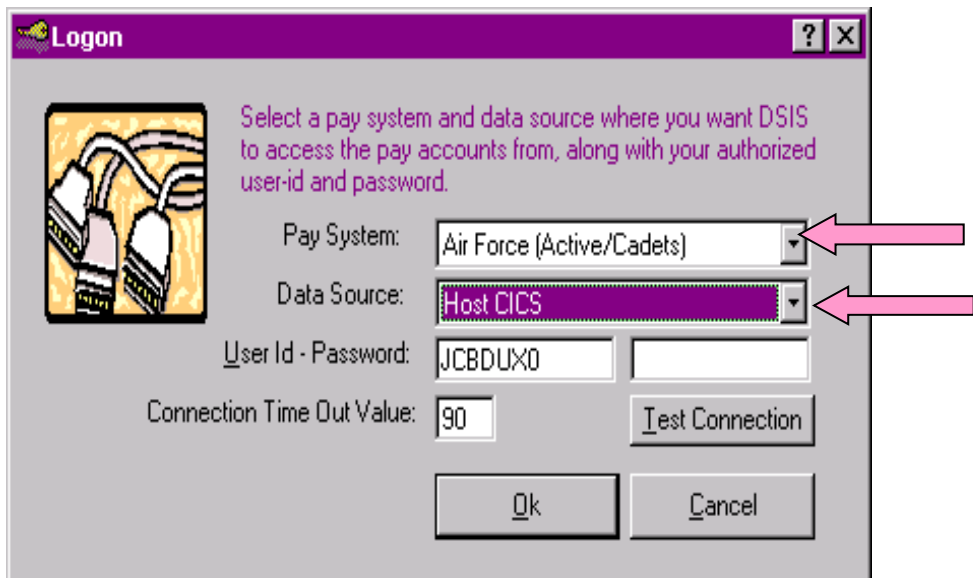 Logon
Select a pay system and data source where you want DSIS
to access the pay accounts from, along with your authorized
user-id and password.
Pay System: Air Force (Active/Cadets)
Data Source: Host CICS
User Id - Password: JCBDUX0
Connection Time Out Value: 90 Test Connection
Ok Cancel